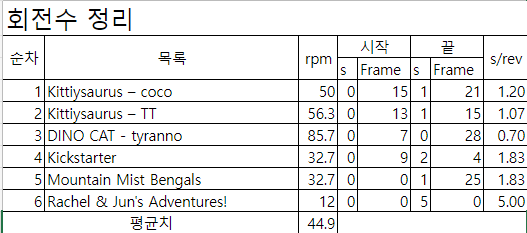 회전수 정리
순차 목록 rpm 시작 끝 s/rev
s Frame s Frame
1 Kittiysaurus – coco 50 0 15 1 21 1.20
2 Kittiysaurus – TT 56.3 0 13 1 15 1.07
3 DINO CAT - tyranno 85.7 0 7 0 28 0.70
4 Kickstarter 32.7 0 9 2 4 1.83
5 Mountain Mist Bengals 32.7 0 0 1 25 1.83
6 Rachel & Jun's Adventures! 12 0 0 5 0 5.00
평균치 44.9